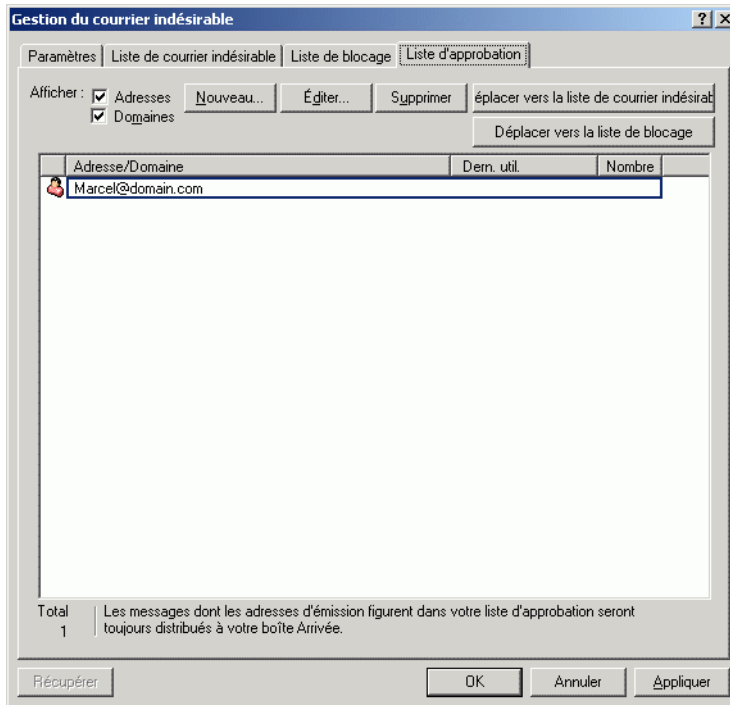 Gestion du courrier indésirable
Paramètres Liste de courrier indésirable Liste de blocage Liste d'approbation
Afficher : Adresses Nouveau... Éditer... Supprimer éplacer vers la liste de courrier indésirat
Domaines
Déplacer vers la liste de blocage
Adresse/Domaine Dern. util. Nombre
Marcel@domain.com
Total Les messages dont les adresses d'émission figurent dans votre liste d'approbation seront
1 toujours distribués à votre boîte Arrivée.
Récupérer OK Annuler Appliquer